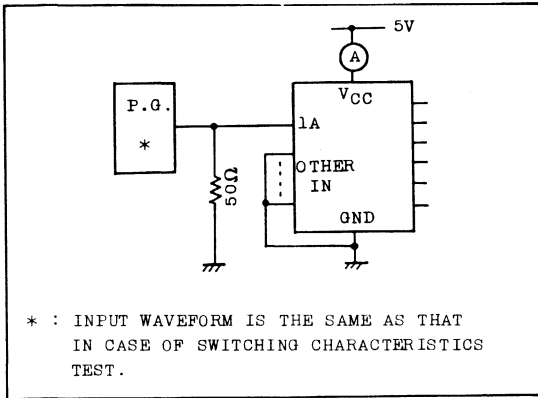 5V
A
VCC
P.G.
*
1A
OTHER
IN
50Ω
GND
* : INPUT WAVEFORM IS THE SAME AS THAT
IN CASE OF SWITCHING CHARACTERISTICS
TEST.